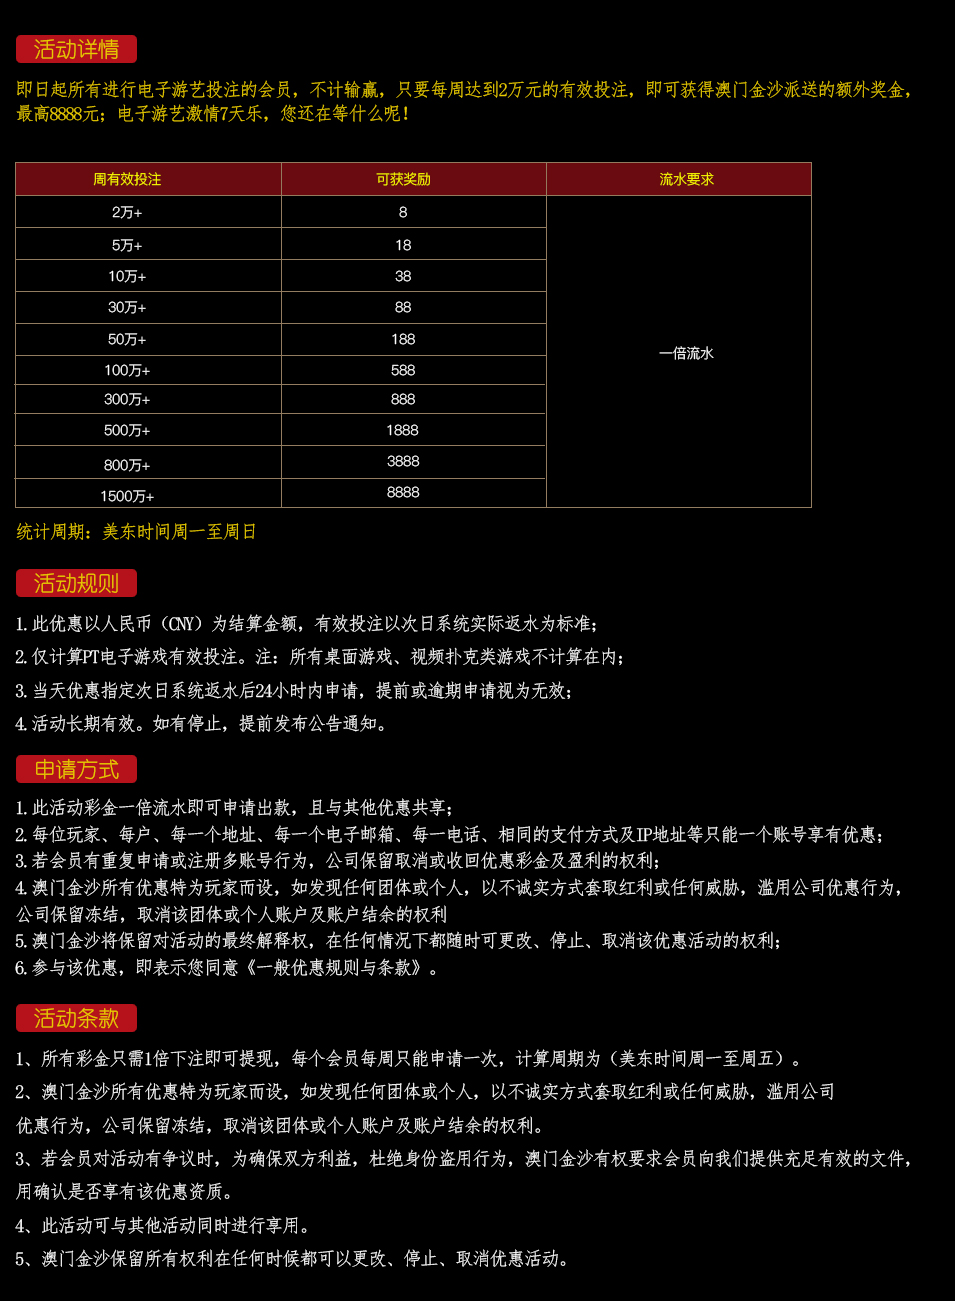 活动详情
即日起所有进行电子游艺投注的会员，不计输赢，只要每周达到2万元的有效投注，即可获得澳门金沙派送的额外奖金，
最高8888元；电子游艺激情7天乐，您还在等什么呢！
周有效投注 可获奖励 流水要求
2万+ 8
5万+ 18
10万+ 38
30万+ 88
50万+ 188
一倍流水
100万+ 588
300万+ 888
500万+ 1888
800万+ 3888
1500万+ 8888
统计周期：美东时间周一至周日
活动规则
1.此优惠以人民币（CNY）为结算金额，有效投注以次日系统实际返水为标准；
2.仅计算PT电子游戏有效投注。注：所有桌面游戏、视频扑克类游戏不计算在内；
3.当天优惠指定次日系统返水后24小时内申请，提前或逾期申请视为无效；
4.活动长期有效。如有停止，提前发布公告通知。
申请方式
1.此活动彩金一倍流水即可申请出款，且与其他优惠共享；
2.每位玩家、每户、每一个地址、每一个电子邮箱、每一电话、相同的支付方式及IP地址等只能一个账号享有优惠；
3.若会员有重复申请或注册多账号行为，公司保留取消或收回优惠彩金及盈利的权利；
4.澳门金沙所有优惠特为玩家而设，如发现任何团体或个人，以不诚实方式套取红利或任何威胁，滥用公司优惠行为，
公司保留冻结，取消该团体或个人账户及账户结余的权利
5.澳门金沙将保留对活动的最终解释权，在任何情况下都随时可更改、停止、取消该优惠活动的权利；
6.参与该优惠，即表示您同意《一般优惠规则与条款》。
活动条款
1、所有彩金只需1倍下注即可提现，每个会员每周只能申请一次，计算周期为（美东时间周一至周五）。
2、澳门金沙所有优惠特为玩家而设，如发现任何团体或个人，以不诚实方式套取红利或任何威胁，滥用公司
优惠行为，公司保留冻结，取消该团体或个人账户及账户结余的权利。
3、若会员对活动有争议时，为确保双方利益，杜绝身份盗用行为，澳门金沙有权要求会员向我们提供充足有效的文件，
用确认是否享有该优惠资质。
4、此活动可与其他活动同时进行享用。
5、澳门金沙保留所有权利在任何时候都可以更改、停止、取消优惠活动。